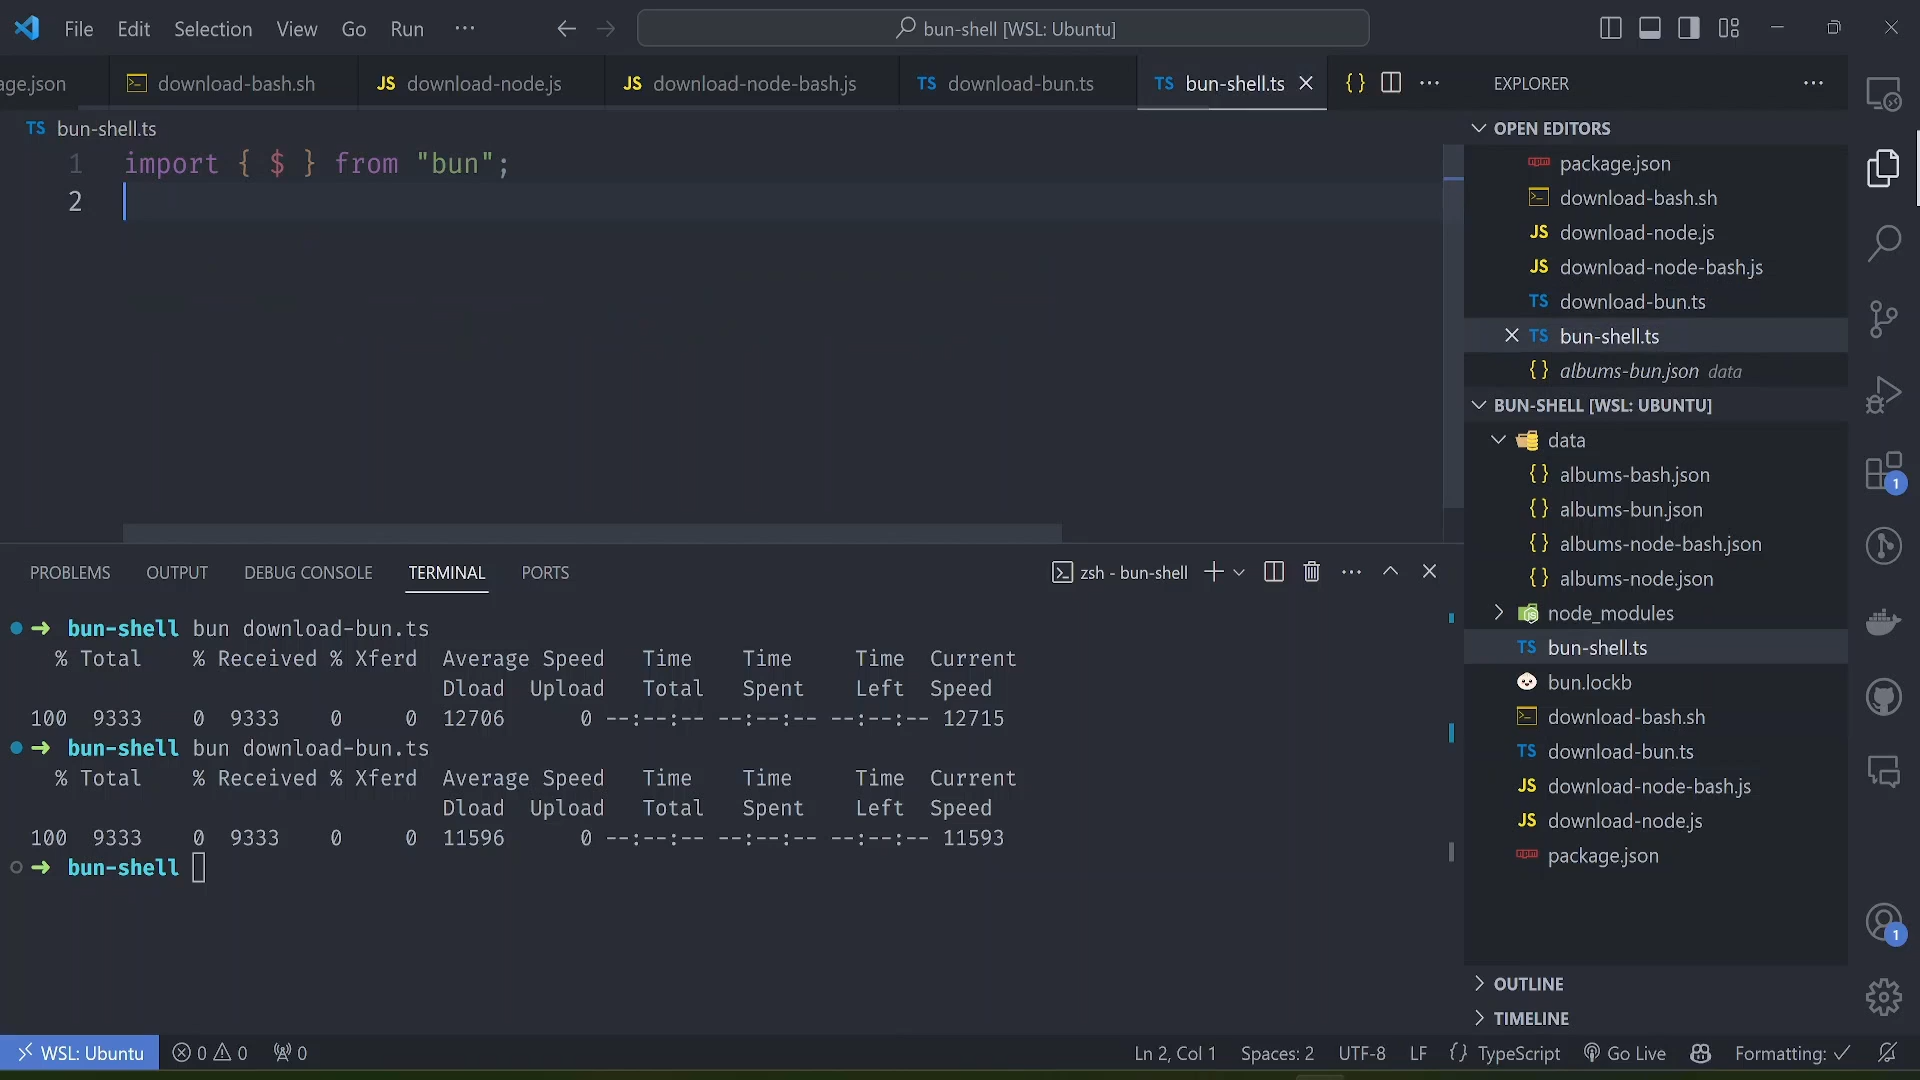 File Edit Selection View Go Run ··· bun-shell [WSL: Ubuntu]
age.json download-bash.sh JS download-node.js JS download-node-bash.js TS download-bun.ts TS bun-shell.ts {} ···
TS bun-shell.ts
1 import { $ } from "bun";
2
PROBLEMS OUTPUT DEBUG CONSOLE TERMINAL PORTS zsh - bun-shell
➜ bun-shell bun download-bun.ts
% Total % Received % Xferd Average Speed Time Time Time Current
Dload Upload Total Spent Left Speed
100 9333 0 9333 0 0 12706 0 --:--:-- --:--:-- --:--:-- 12715
➜ bun-shell bun download-bun.ts
% Total % Received % Xferd Average Speed Time Time Time Current
Dload Upload Total Spent Left Speed
100 9333 0 9333 0 0 11596 0 --:--:-- --:--:-- --:--:-- 11593
➜ bun-shell
EXPLORER ···
OPEN EDITORS
npm package.json
download-bash.sh
JS download-node.js
JS download-node-bash.js
TS download-bun.ts
TS bun-shell.ts
{} albums-bun.json data
BUN-SHELL [WSL: UBUNTU]
data
{} albums-bash.json
{} albums-bun.json
{} albums-node-bash.json
{} albums-node.json
node_modules
TS bun-shell.ts
bun.lockb
download-bash.sh
TS download-bun.ts
JS download-node-bash.js
JS download-node.js
npm package.json
OUTLINE
TIMELINE
1
1
WSL: Ubuntu 0 0 0 Ln 2, Col 1 Spaces: 2 UTF-8 LF {} TypeScript Go Live Formatting: ✓